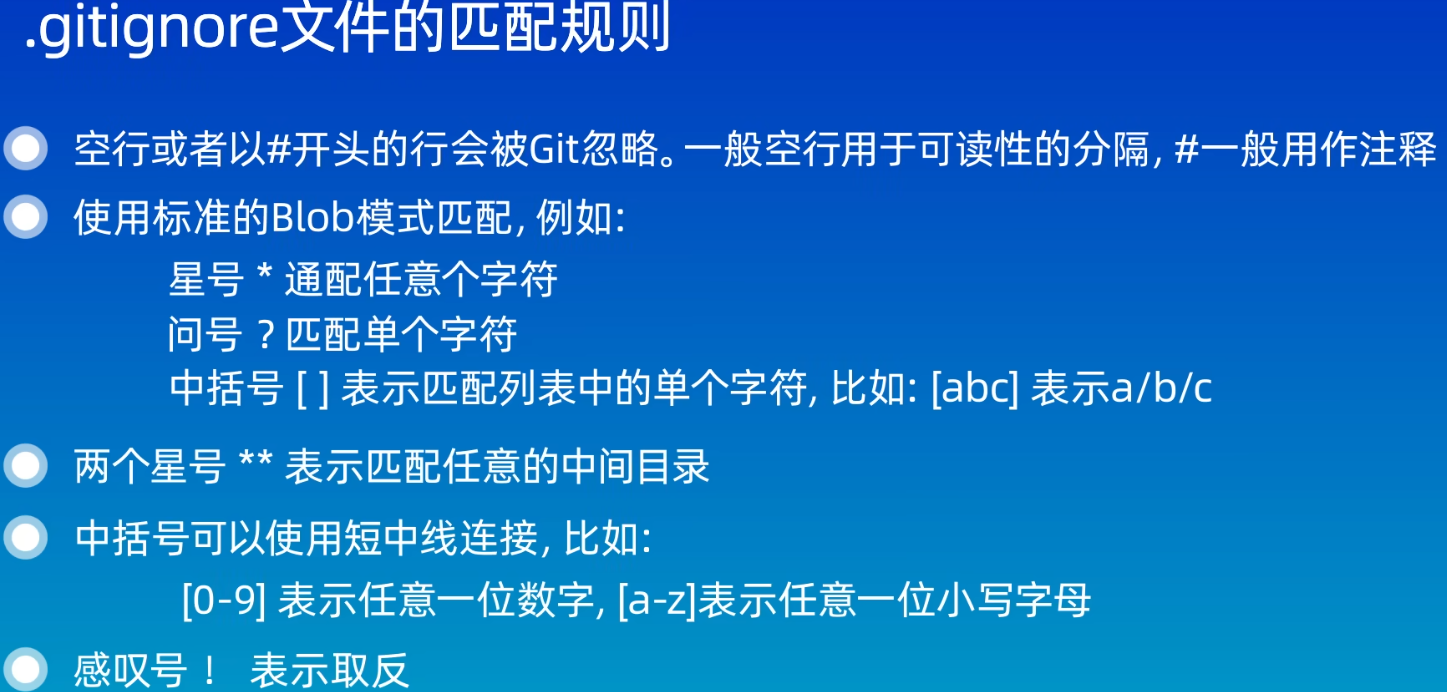 .gitignore文件的匹配规则
空行或者以#开头的行会被Git忽略。一般空行用于可读性的分隔, #一般用作注释
使用标准的Blob模式匹配, 例如:
星号 * 通配任意个字符
问号 ? 匹配单个字符
中括号 [ ] 表示匹配列表中的单个字符, 比如: [abc] 表示a/b/c
两个星号 ** 表示匹配任意的中间目录
中括号可以使用短中线连接, 比如:
[0-9] 表示任意一位数字, [a-z]表示任意一位小写字母
感叹号 ! 表示取反